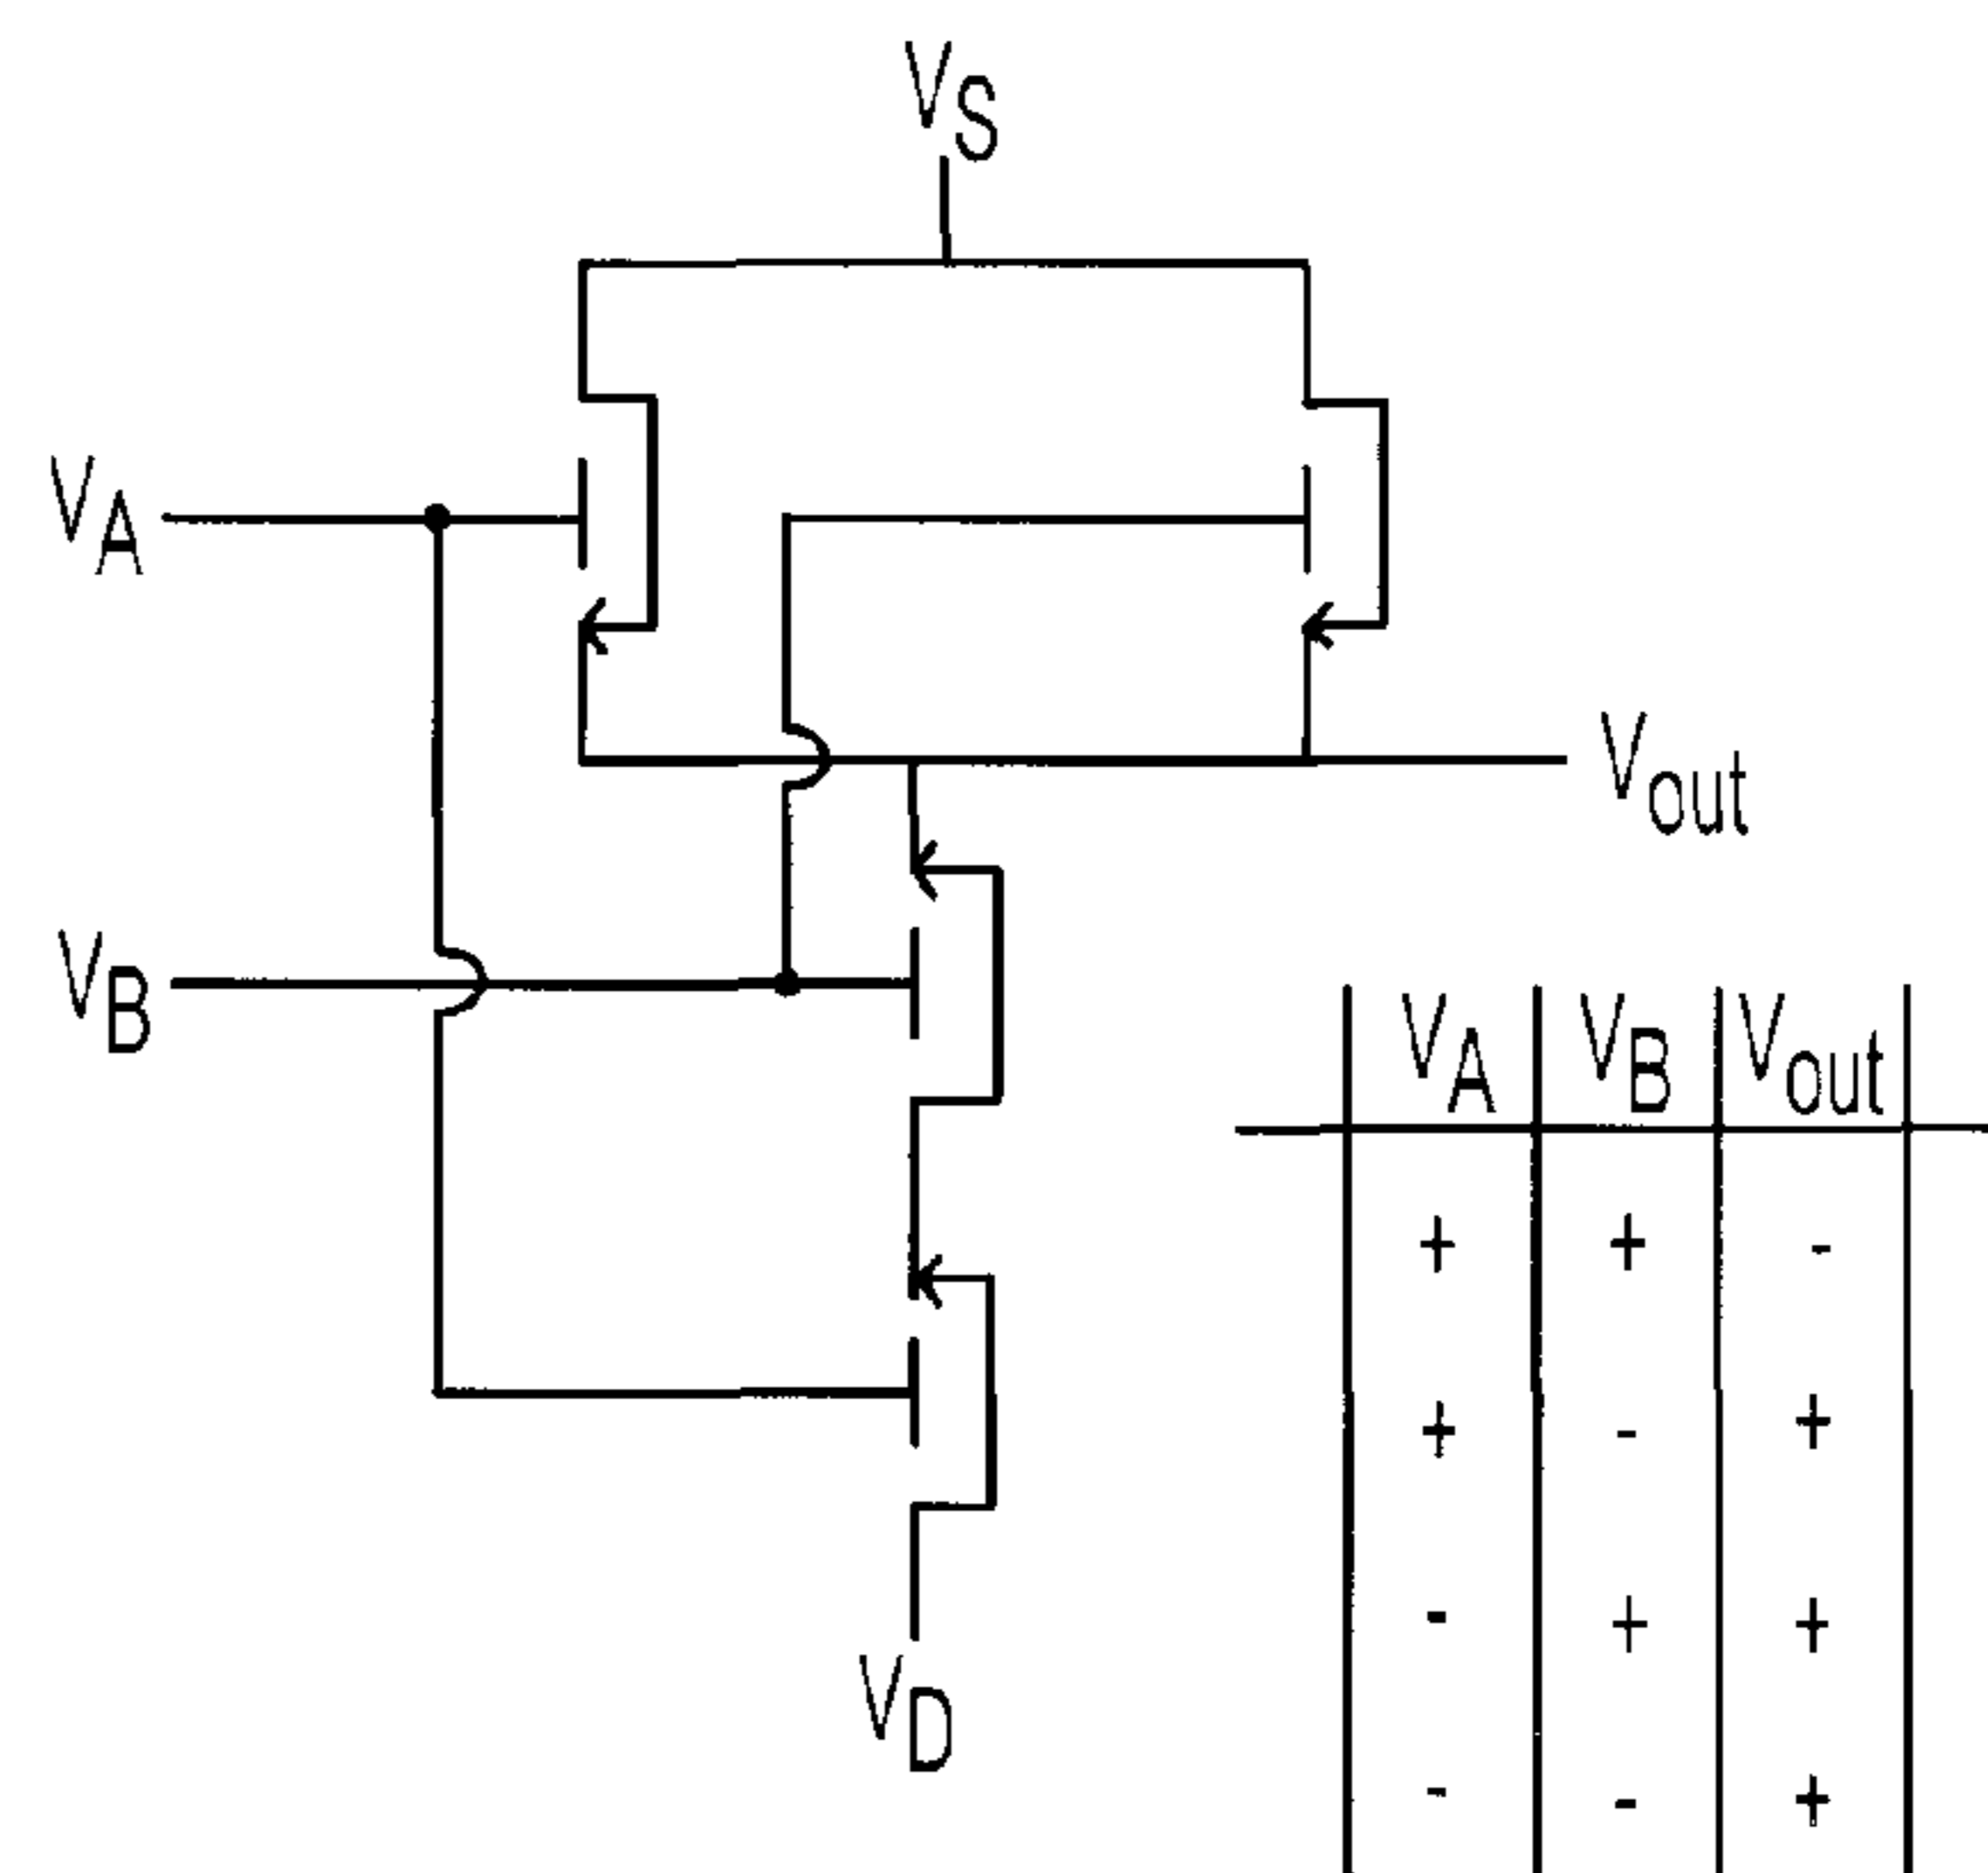 VS
VA
Vout
VB
VA VB Vout
+ + -
+ - +
- + +
- - +
VD